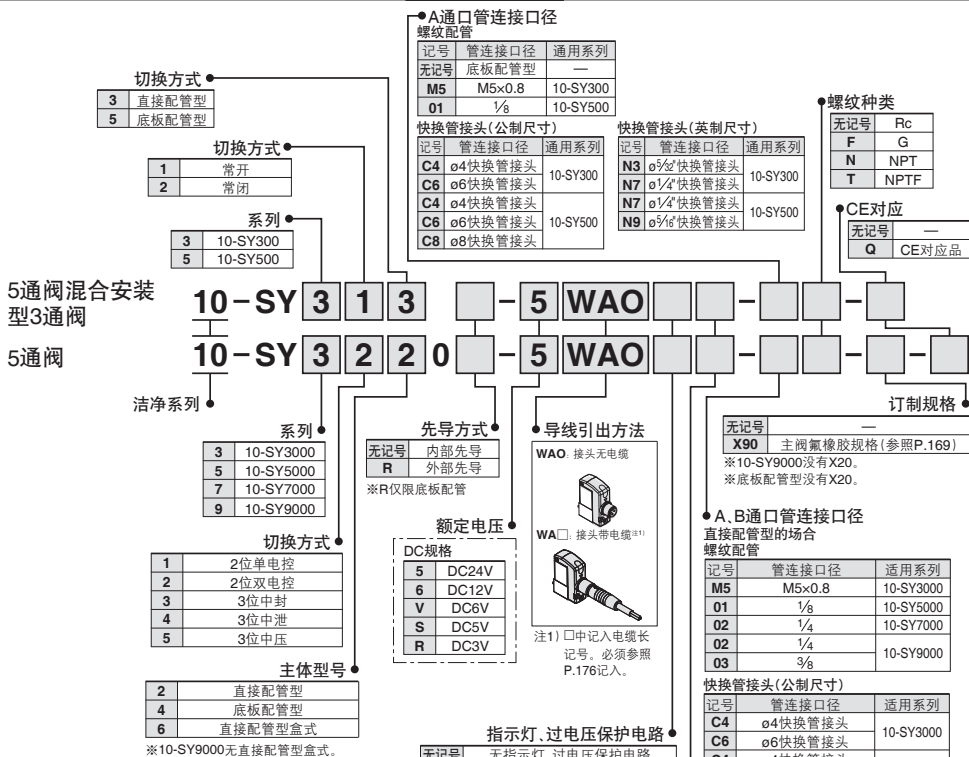 A通口管连接口径
螺纹配管
记号 管连接口径 通用系列
无记号 底板配管型 —
M5 M5×0.8 10-SY300
01 1/8 10-SY500
快换管接头(公制尺寸)
记号 管连接口径 通用系列
C4 ø4快换管接头 10-SY300
C6 ø6快换管接头
C4 ø4快换管接头 10-SY500
C6 ø6快换管接头
C8 ø8快换管接头
快换管接头(英制尺寸)
记号 管连接口径 通用系列
N3 ø5/32"快换管接头 10-SY300
N7 ø1/4"快换管接头
N7 ø1/4"快换管接头 10-SY500
N9 ø5/16"快换管接头
切换方式
3 直接配管型
5 底板配管型
切换方式
1 常开
2 常闭
系列
3 10-SY300
5 10-SY500
螺纹种类
无记号 Rc
F G
N NPT
T NPTF
CE对应
无记号 —
Q CE对应品
5通阀混合安装
型3通阀
10-SY 3 1 3 - 5 WAO - -
5通阀
10-SY 3 2 2 0 - 5 WAO - - -
洁净系列
系列
3 10-SY3000
5 10-SY5000
7 10-SY7000
9 10-SY9000
切换方式
1 2位单电控
2 2位双电控
3 3位中封
4 3位中泄
5 3位中压
主体型号
2 直接配管型
4 底板配管型
6 直接配管型盒式
※10-SY9000无直接配管型盒式。
先导方式
无记号 内部先导
R 外部先导
※R仅限底板配管
额定电压
DC规格
5 DC24V
6 DC12V
V DC6V
S DC5V
R DC3V
导线引出方法
WAO: 接头无电缆
WA□: 接头带电缆注1)
注1) □中记入电缆长
记号。必须参照
P.176记入。
指示灯、过电压保护电路
无记号 无指示灯、过电压保护电路
订制规格
无记号 —
X90 主阀氟橡胶规格(参照P.169)
※10-SY9000没有X20。
※底板配管型没有X20。
A、B通口管连接口径
直接配管型的场合
螺纹配管
记号 管连接口径 适用系列
M5 M5×0.8 10-SY3000
01 1/8 10-SY5000
02 1/4 10-SY7000
02 1/4 10-SY9000
03 3/8
快换管接头(公制尺寸)
记号 管连接口径 适用系列
C4 ø4快换管接头 10-SY3000
C6 ø6快换管接头